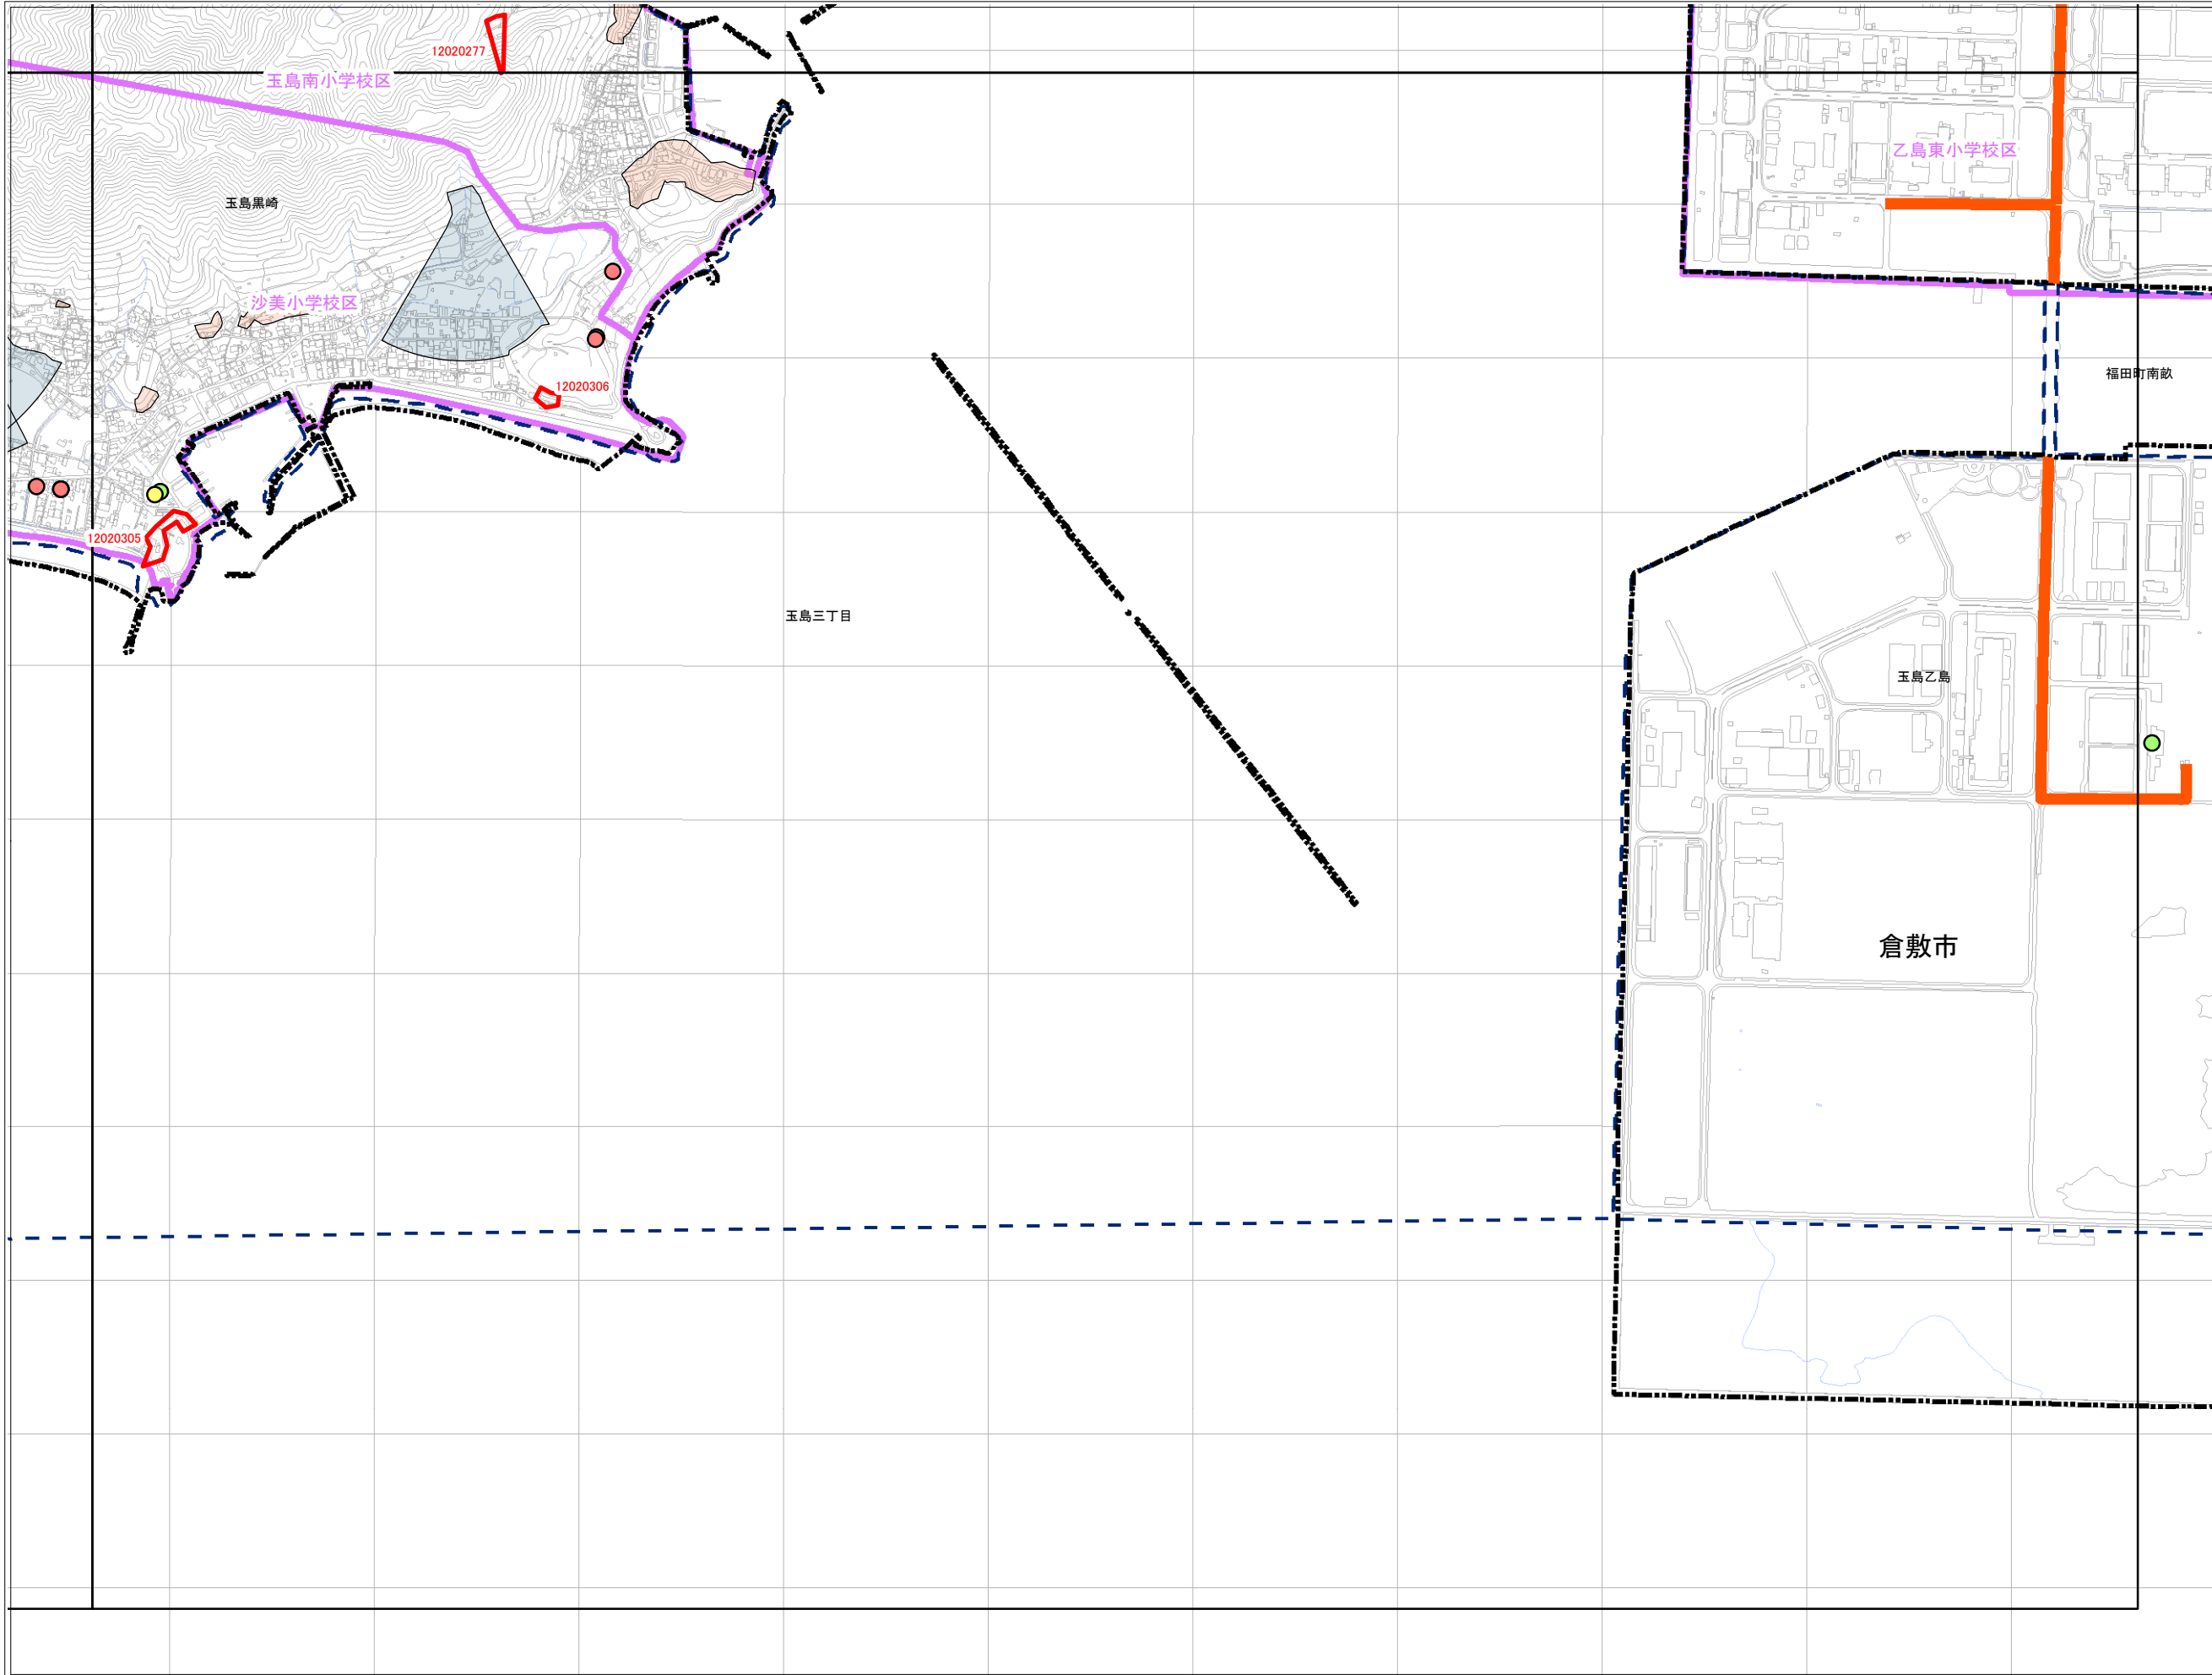 12020277
玉島南小学校区
乙島東小学校区
玉島黒崎
沙美小学校区
福田町南畝
12020306
12020305
玉島三丁目
玉島乙島
倉敷市